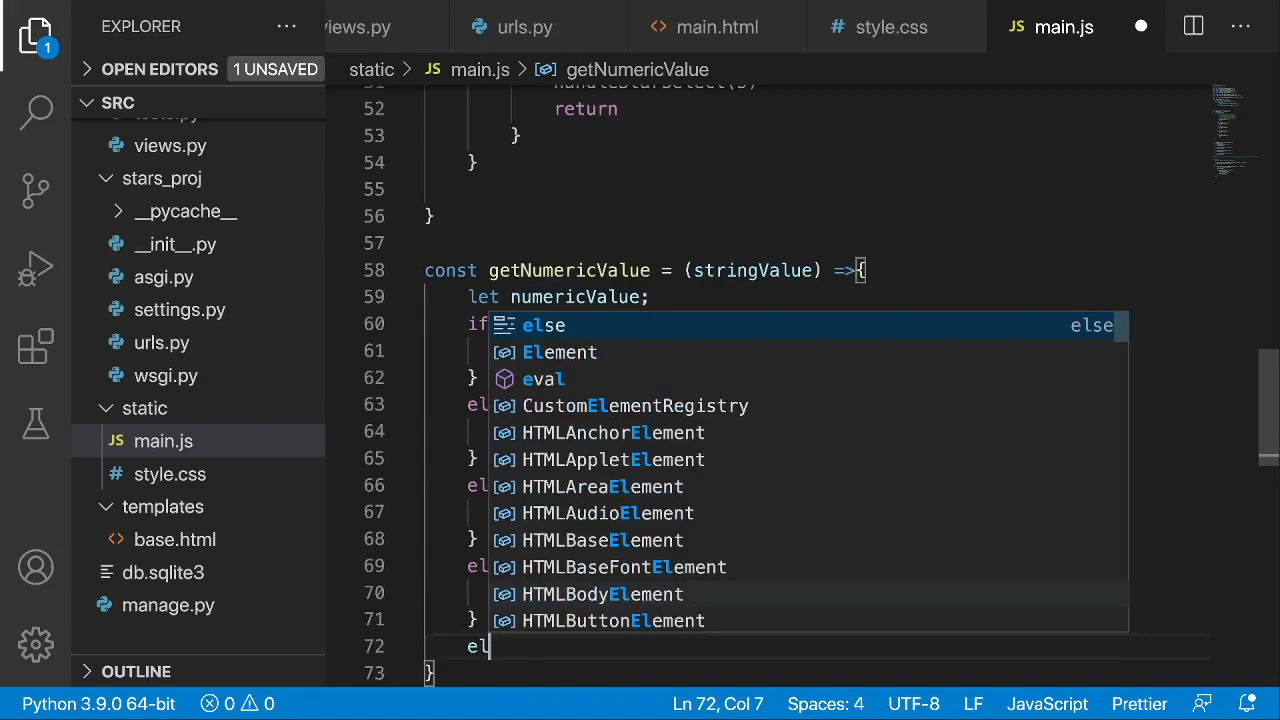 EXPLORER
views.py
urls.py
main.html
style.css
JS main.js
1
OPEN EDITORS 1 UNSAVED
static > JS main.js > getNumericValue
SRC
views.py
stars_proj
__pycache__
__init__.py
asgi.py
settings.py
urls.py
wsgi.py
static
JS main.js
# style.css
templates
<> base.html
db.sqlite3
manage.py
OUTLINE
52 return
53 }
54 }
55
56 }
57
58 const getNumericValue = (stringValue) =>{
59 let numericValue;
60 if
61
62 }
63 el
64
65 }
66 el
67
68 }
69 el
70
71 }
72 el
73 }
else else
Element
eval
CustomElementRegistry
HTMLAnchorElement
HTMLAppletElement
HTMLAreaElement
HTMLAudioElement
HTMLBaseElement
HTMLBaseFontElement
HTMLBodyElement
HTMLButtonElement
Python 3.9.0 64-bit 0 0 Ln 72, Col 7 Spaces: 4 UTF-8 LF JavaScript Prettier